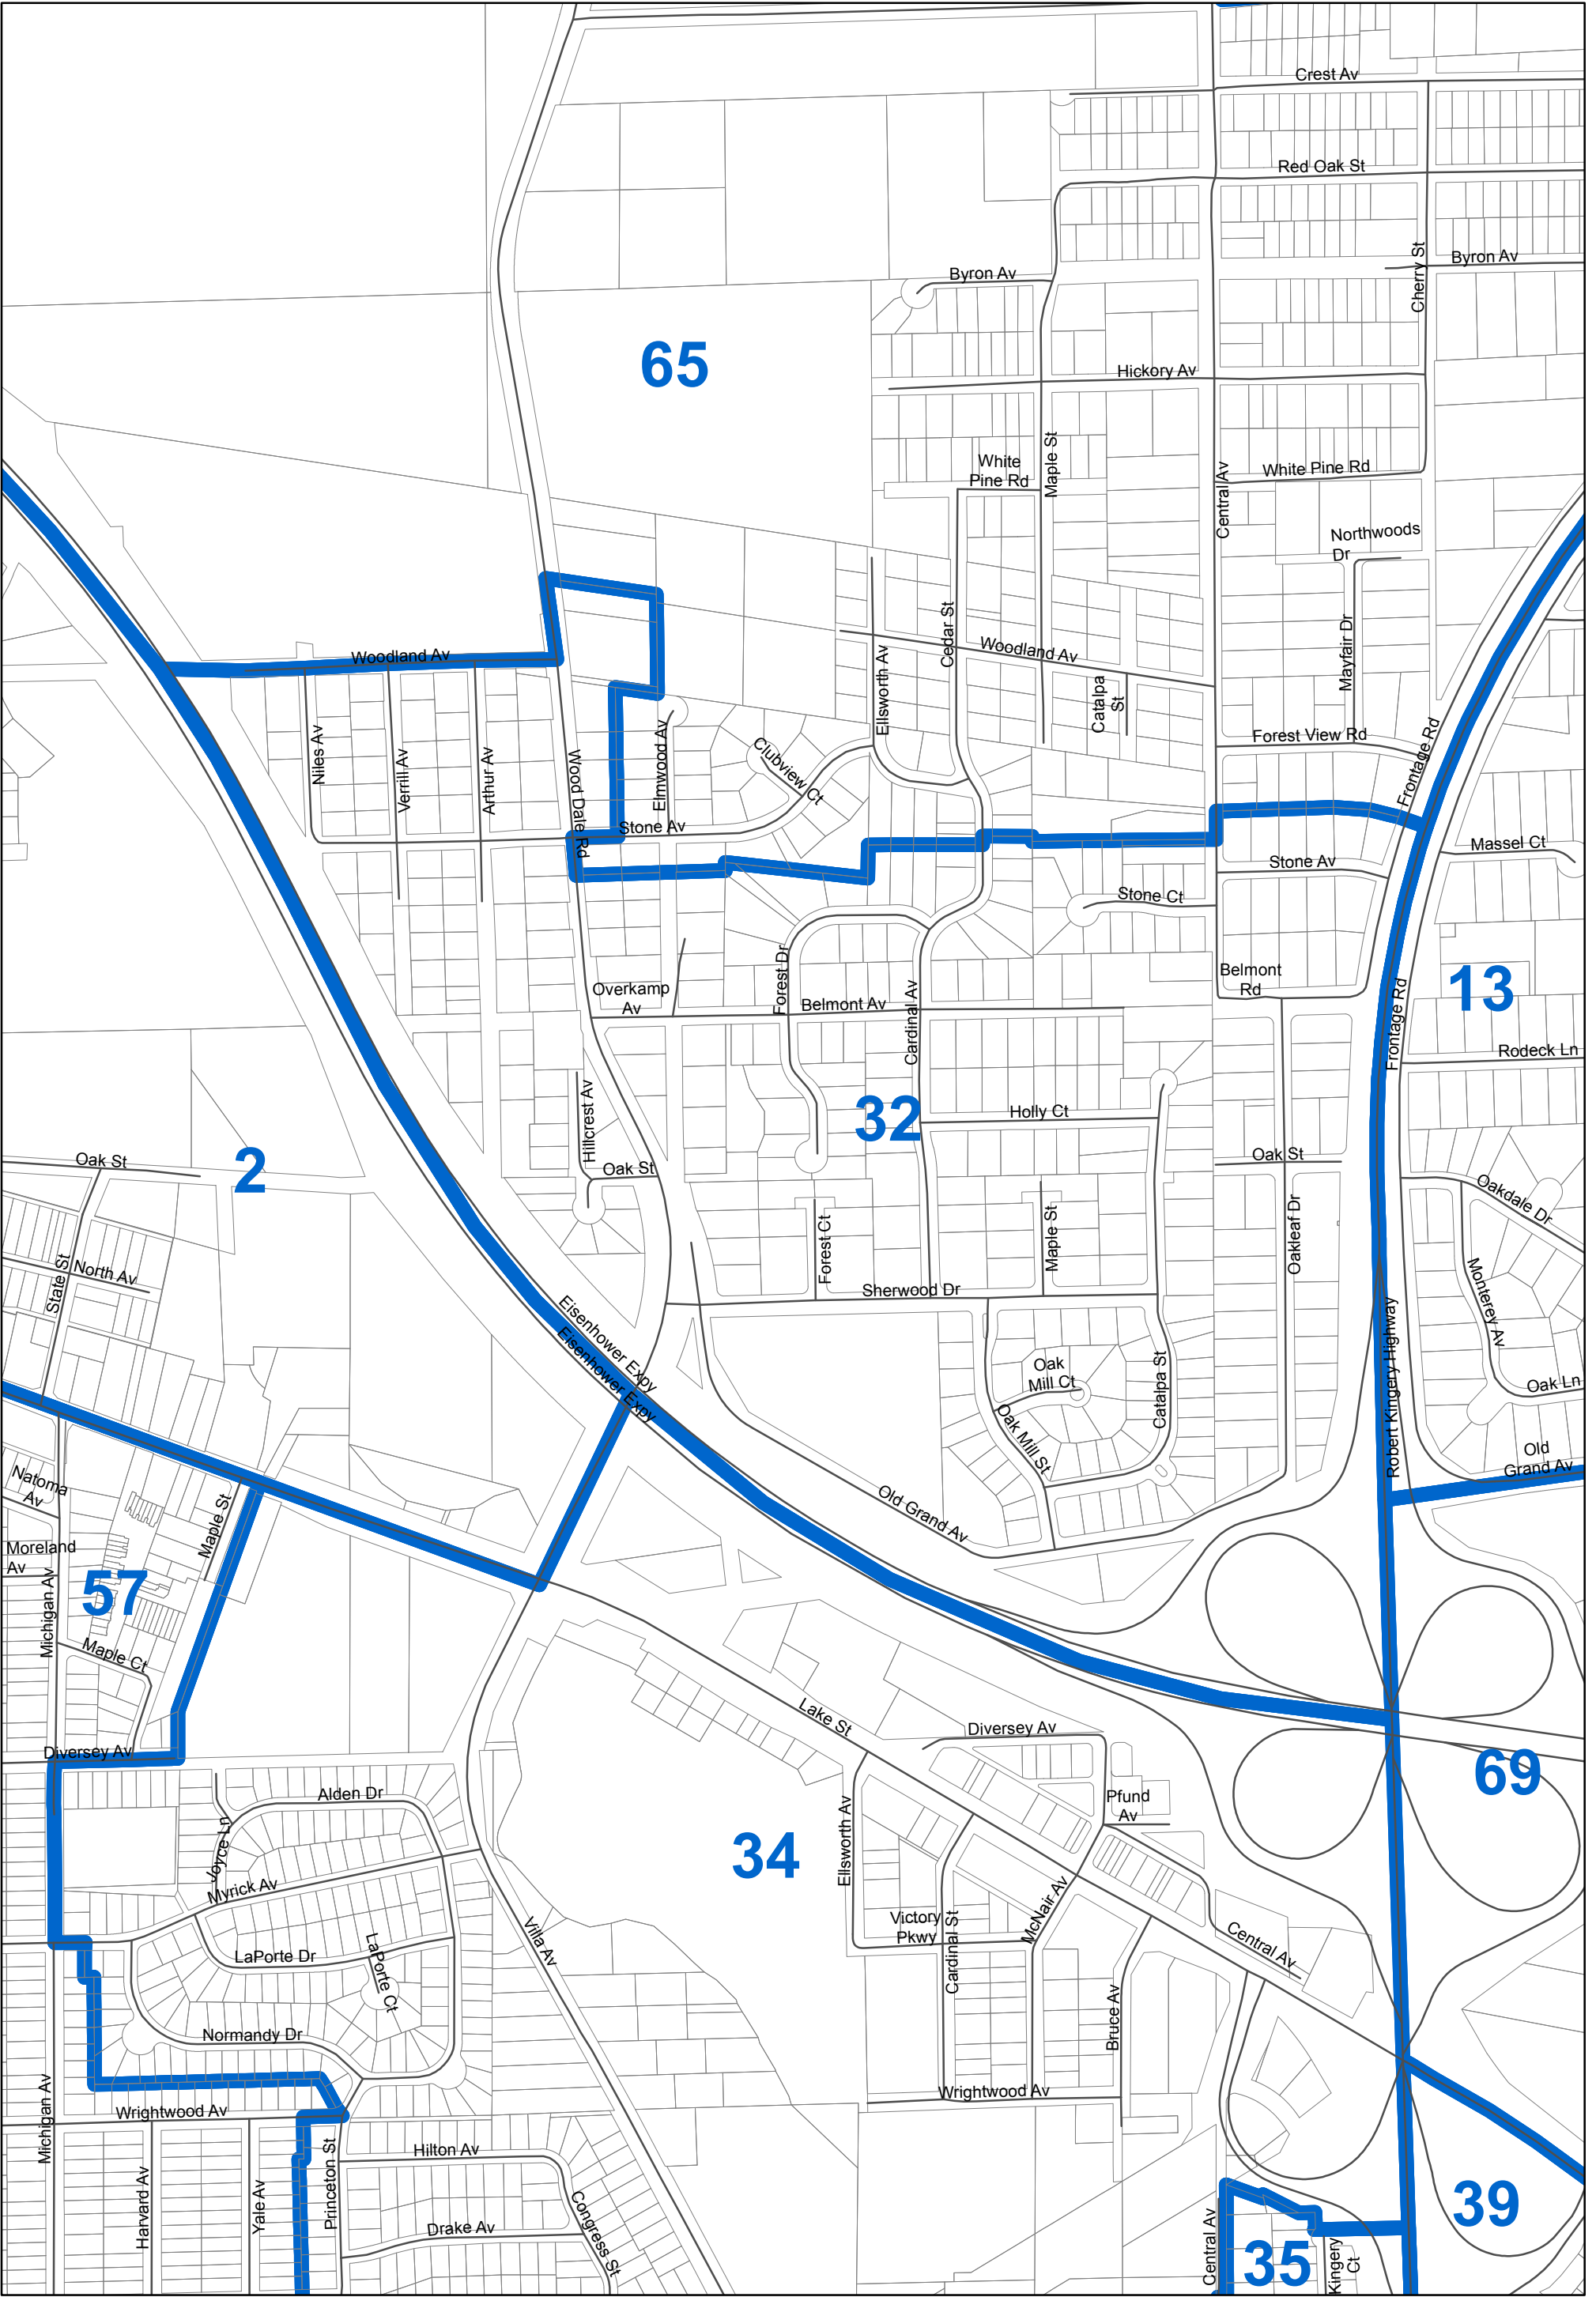 Crest Av
Red Oak St
Byron Av
Cherry St
Byron Av
65
Hickory Av
Maple St
White
Pine Rd
White Pine Rd
Central Av
Northwoods
Dr
Cedar St
Woodland Av
Woodland Av
Ellsworth Av
Mayfair Dr
Catalpa
St
Niles Av
Verrill Av
Arthur Av
Wood Dale Rd
Elmwood Av
Clubview Ct
Forest View Rd
Frontage Rd
Stone Av
Massel Ct
Stone Av
Stone Ct
Forest Dr
Overkamp
Av
Belmont Av
Cardinal Av
Belmont
Rd
13
Frontage Rd
Rodeck Ln
Hillcrest Av
32
Holly Ct
Oak St
2
Oak St
Oak St
Oakdale Dr
State St
North Av
Forest Ct
Maple St
Oakleaf Dr
Monterey Av
Sherwood Dr
Eisenhower Expy
Eisenhower Expy
Robert Kingery Highway
Oak
Mill Ct
Catalpa St
Oak Ln
Oak Mill St
Old
Grand Av
Natoma
Av
Maple St
Old Grand Av
Moreland
Av
57
Michigan Av
Maple Ct
Lake St
Diversey Av
Diversey Av
69
Alden Dr
Pfund
Av
Joyce Ln
34
Ellsworth Av
Myrick Av
Victory
Pkwy
Cardinal St
McNair Av
Villa Av
Central Av
LaPorte Dr
LaPorte Ct
Bruce Av
Normandy Dr
Wrightwood Av
Wrightwood Av
Michigan Av
Harvard Av
Yale Av
Princeton St
Hilton Av
Congress St
Drake Av
Central Av
39
35
Kingery
Ct